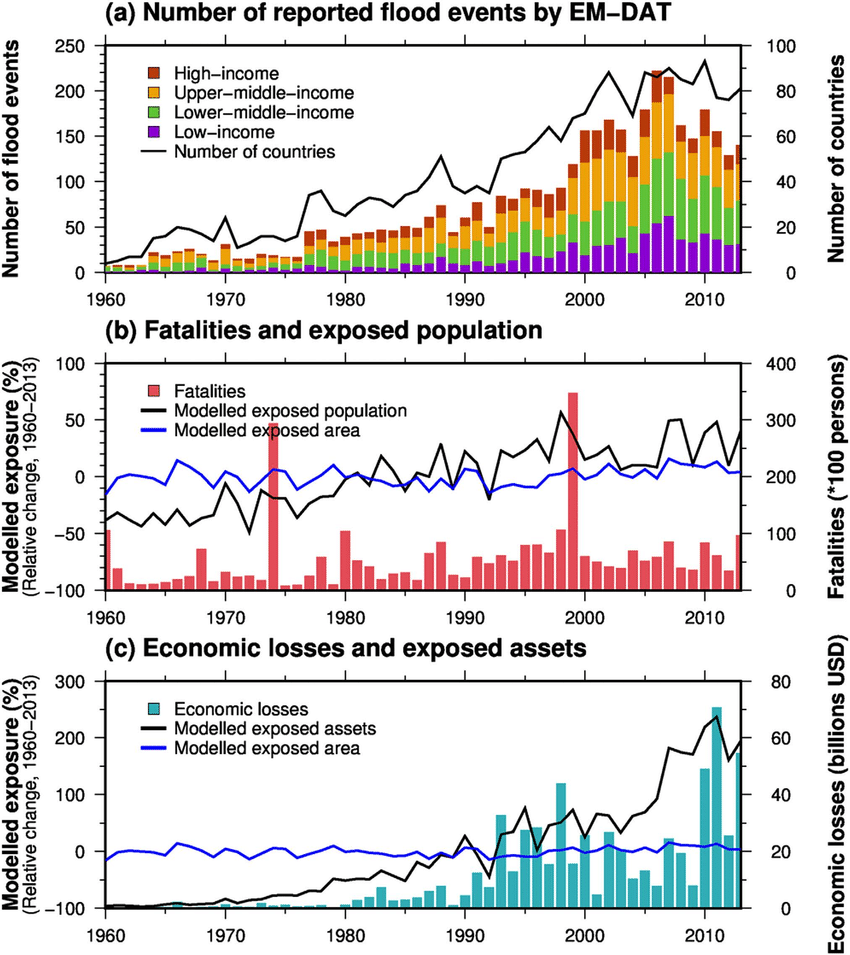 (a) Number of reported flood events by EM−DAT
Number of flood events
250
200
150
100
50
0
High−income
Upper−middle−income
Lower−middle−income
Low−income
Number of countries
100
80
60
40
20
0
Number of countries
1960 1970 1980 1990 2000 2010
(b) Fatalities and exposed population
Modelled exposure (%)
(Relative change, 1960−2013)
100
50
0
−50
−100
Fatalities
Modelled exposed population
Modelled exposed area
400
300
200
100
0
Fatalities (*100 persons)
1960 1970 1980 1990 2000 2010
(c) Economic losses and exposed assets
Modelled exposure (%)
(Relative change, 1960−2013)
300
200
100
0
−100
Economic losses
Modelled exposed assets
Modelled exposed area
80
60
40
20
0
Economic losses (billions USD)
1960 1970 1980 1990 2000 2010